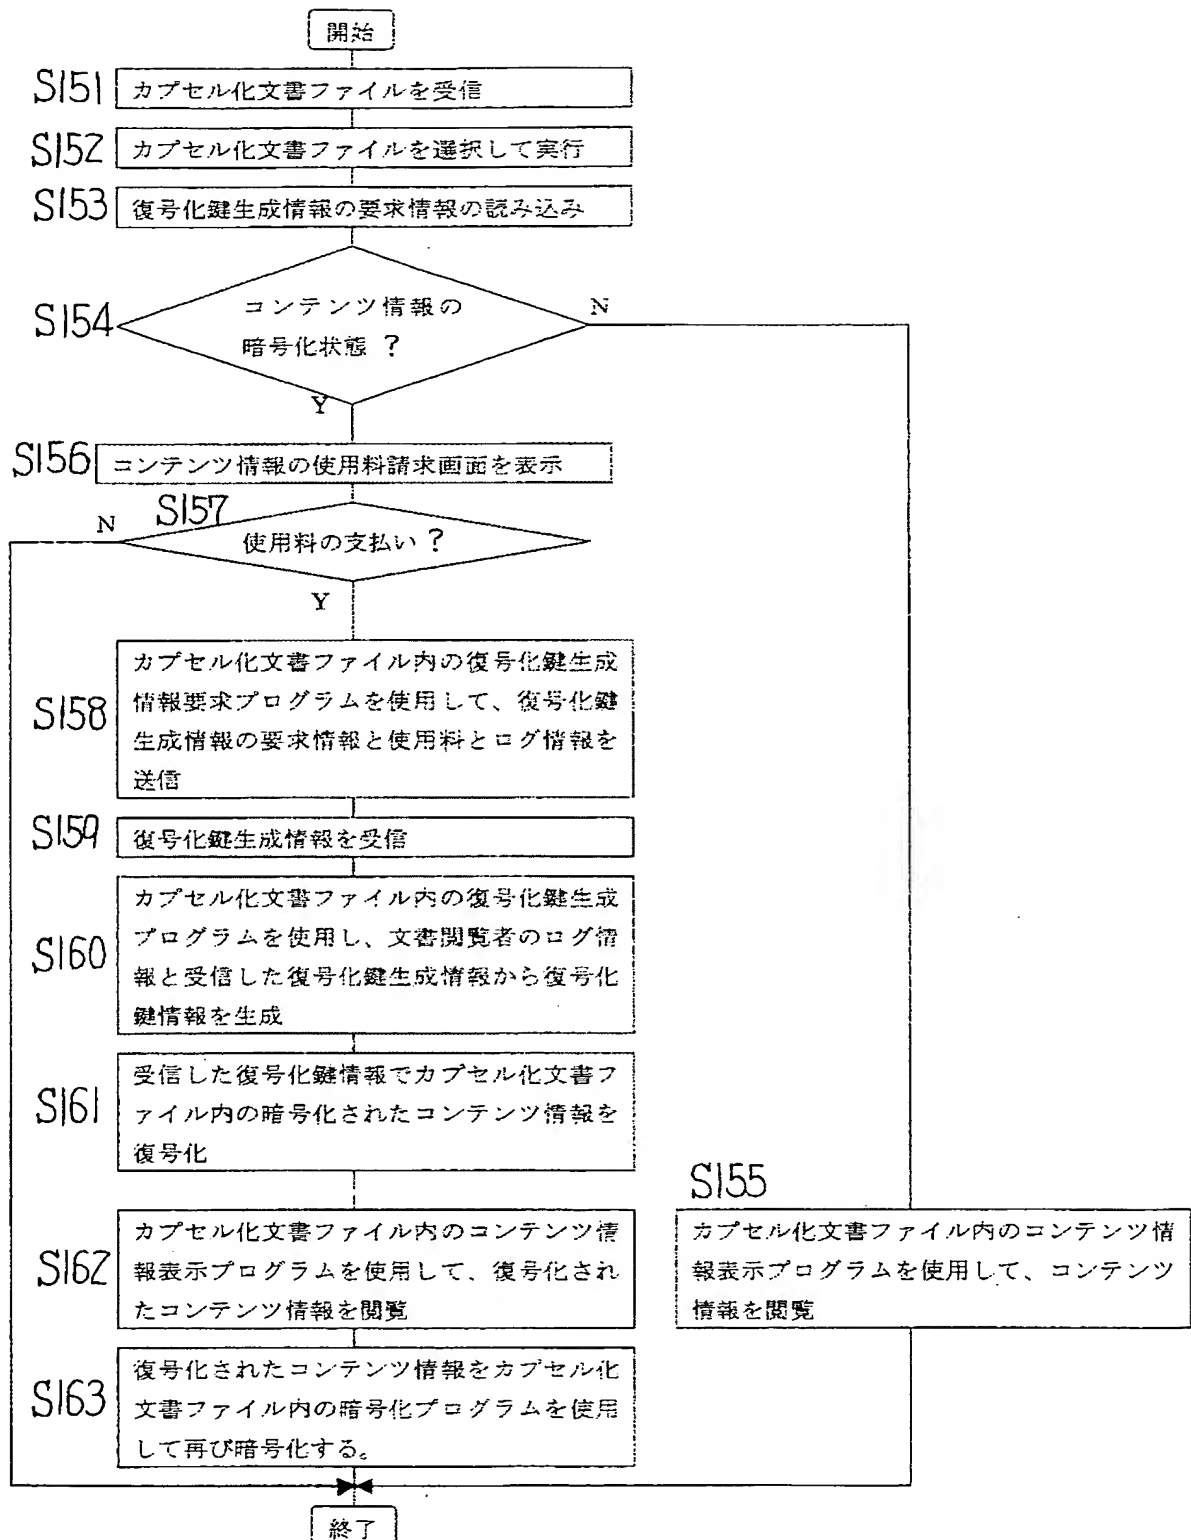 開始
S151
カプセル化文書ファイルを受信
S152
カプセル化文書ファイルを選択して実行
S153
復号化鍵生成情報の要求情報の読み込み
S154
コンテンツ情報の
暗号化状態？
N
Y
S156
コンテンツ情報の使用料請求画面を表示
S157
N
使用料の支払い？
Y
S158
カプセル化文書ファイル内の復号化鍵生成
情報要求プログラムを使用して、復号化鍵
生成情報の要求情報と使用料とログ情報を
送信
S159
復号化鍵生成情報を受信
S160
カプセル化文書ファイル内の復号化鍵生成
プログラムを使用し、文書閲覧者のログ情
報と受信した復号化鍵生成情報から復号化
鍵情報を生成
S161
受信した復号化鍵情報でカプセル化文書フ
ァイル内の暗号化されたコンテンツ情報を
復号化
S155
カプセル化文書ファイル内のコンテンツ情
報表示プログラムを使用して、コンテンツ
情報を閲覧
S162
カプセル化文書ファイル内のコンテンツ情
報表示プログラムを使用して、復号化され
たコンテンツ情報を閲覧
S163
復号化されたコンテンツ情報をカプセル化
文書ファイル内の暗号化プログラムを使用
して再び暗号化する。
終了